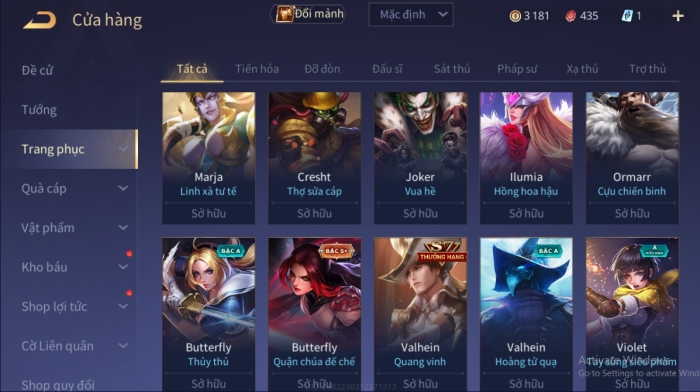 Cửa hàng
Đổi mảnh
Mặc định
3 181
435
1
+
Đề cử
Tướng
Trang phục
Quà cáp
Vật phẩm
Kho báu
Shop lợi tức
Cờ Liên quân
Shop quy đổi
Tất cả
Tiến hóa
Đỡ đòn
Đấu sĩ
Sát thủ
Pháp sư
Xạ thủ
Trợ thủ
Marja
Linh xà tư tế
Sở hữu
Cresht
Thợ sửa cáp
Sở hữu
Joker
Vua hề
Sở hữu
Ilumia
Hồng hoa hậu
Sở hữu
Ormarr
Cựu chiến binh
Sở hữu
BẬC A
Butterfly
Thủy thủ
Sở hữu
BẬC S+
Butterfly
Quận chúa đế chế
Sở hữu
S7
THƯỞNG HẠNG
Valhein
Quang vinh
Sở hữu
BẬC A
Valhein
Hoàng tử quạ
Sở hữu
A
Violet
Tay súng siêu phàm
Sở hữu
Activate Windows
Go to Settings to activate Wind